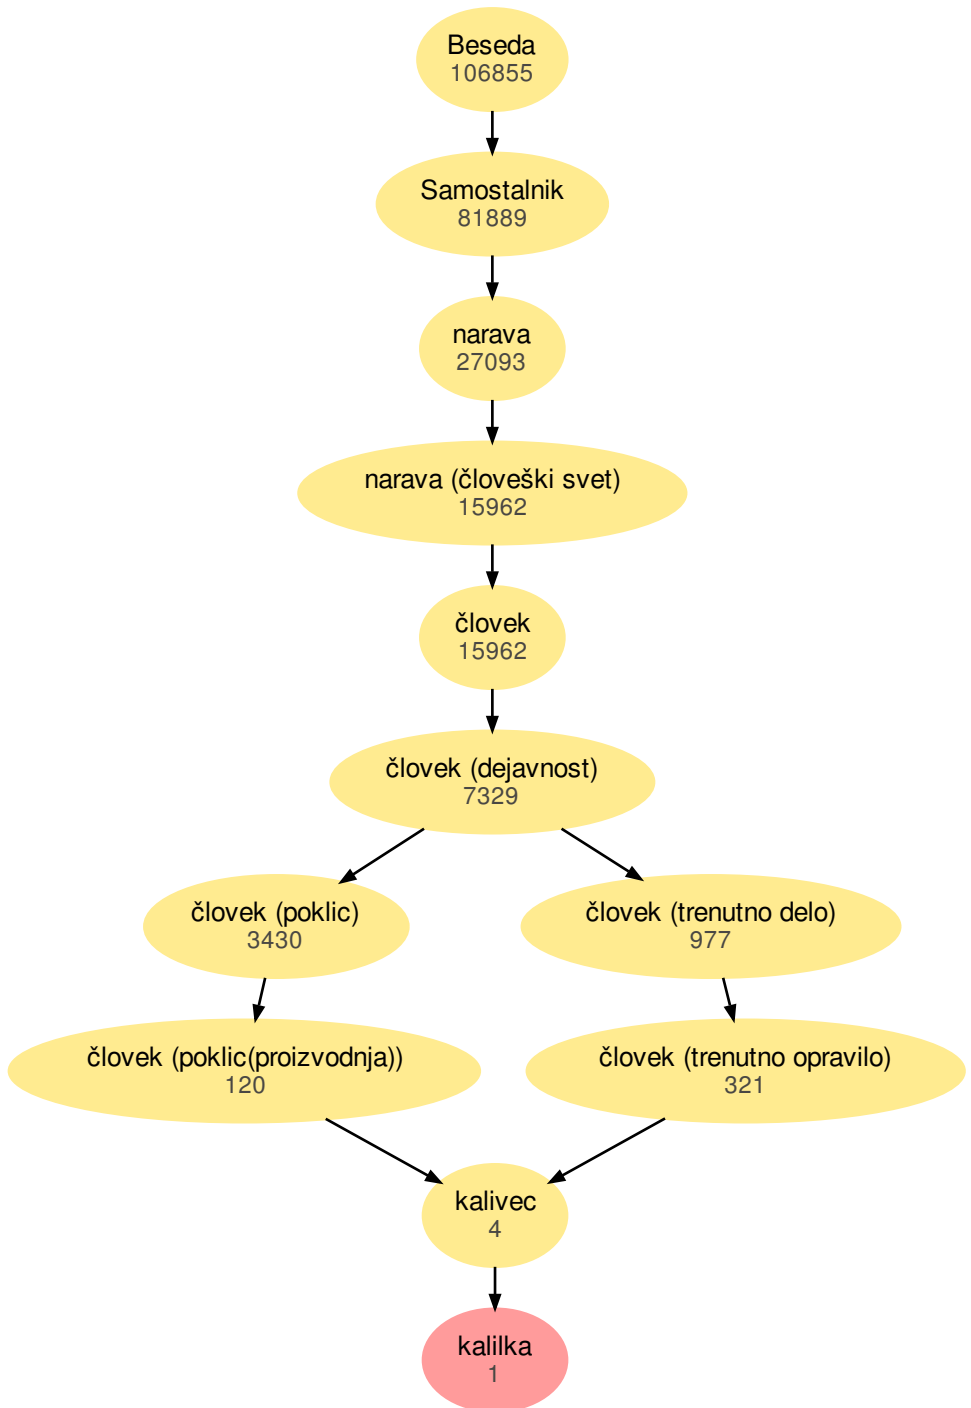 Beseda
106855
Samostalnik
81889
narava
27093
narava (človeški svet)
15962
človek
15962
človek (dejavnost)
7329
človek (poklic)
3430
človek (trenutno delo)
977
človek (poklic(proizvodnja))
120
človek (trenutno opravilo)
321
kalivec
4
kalilka
1